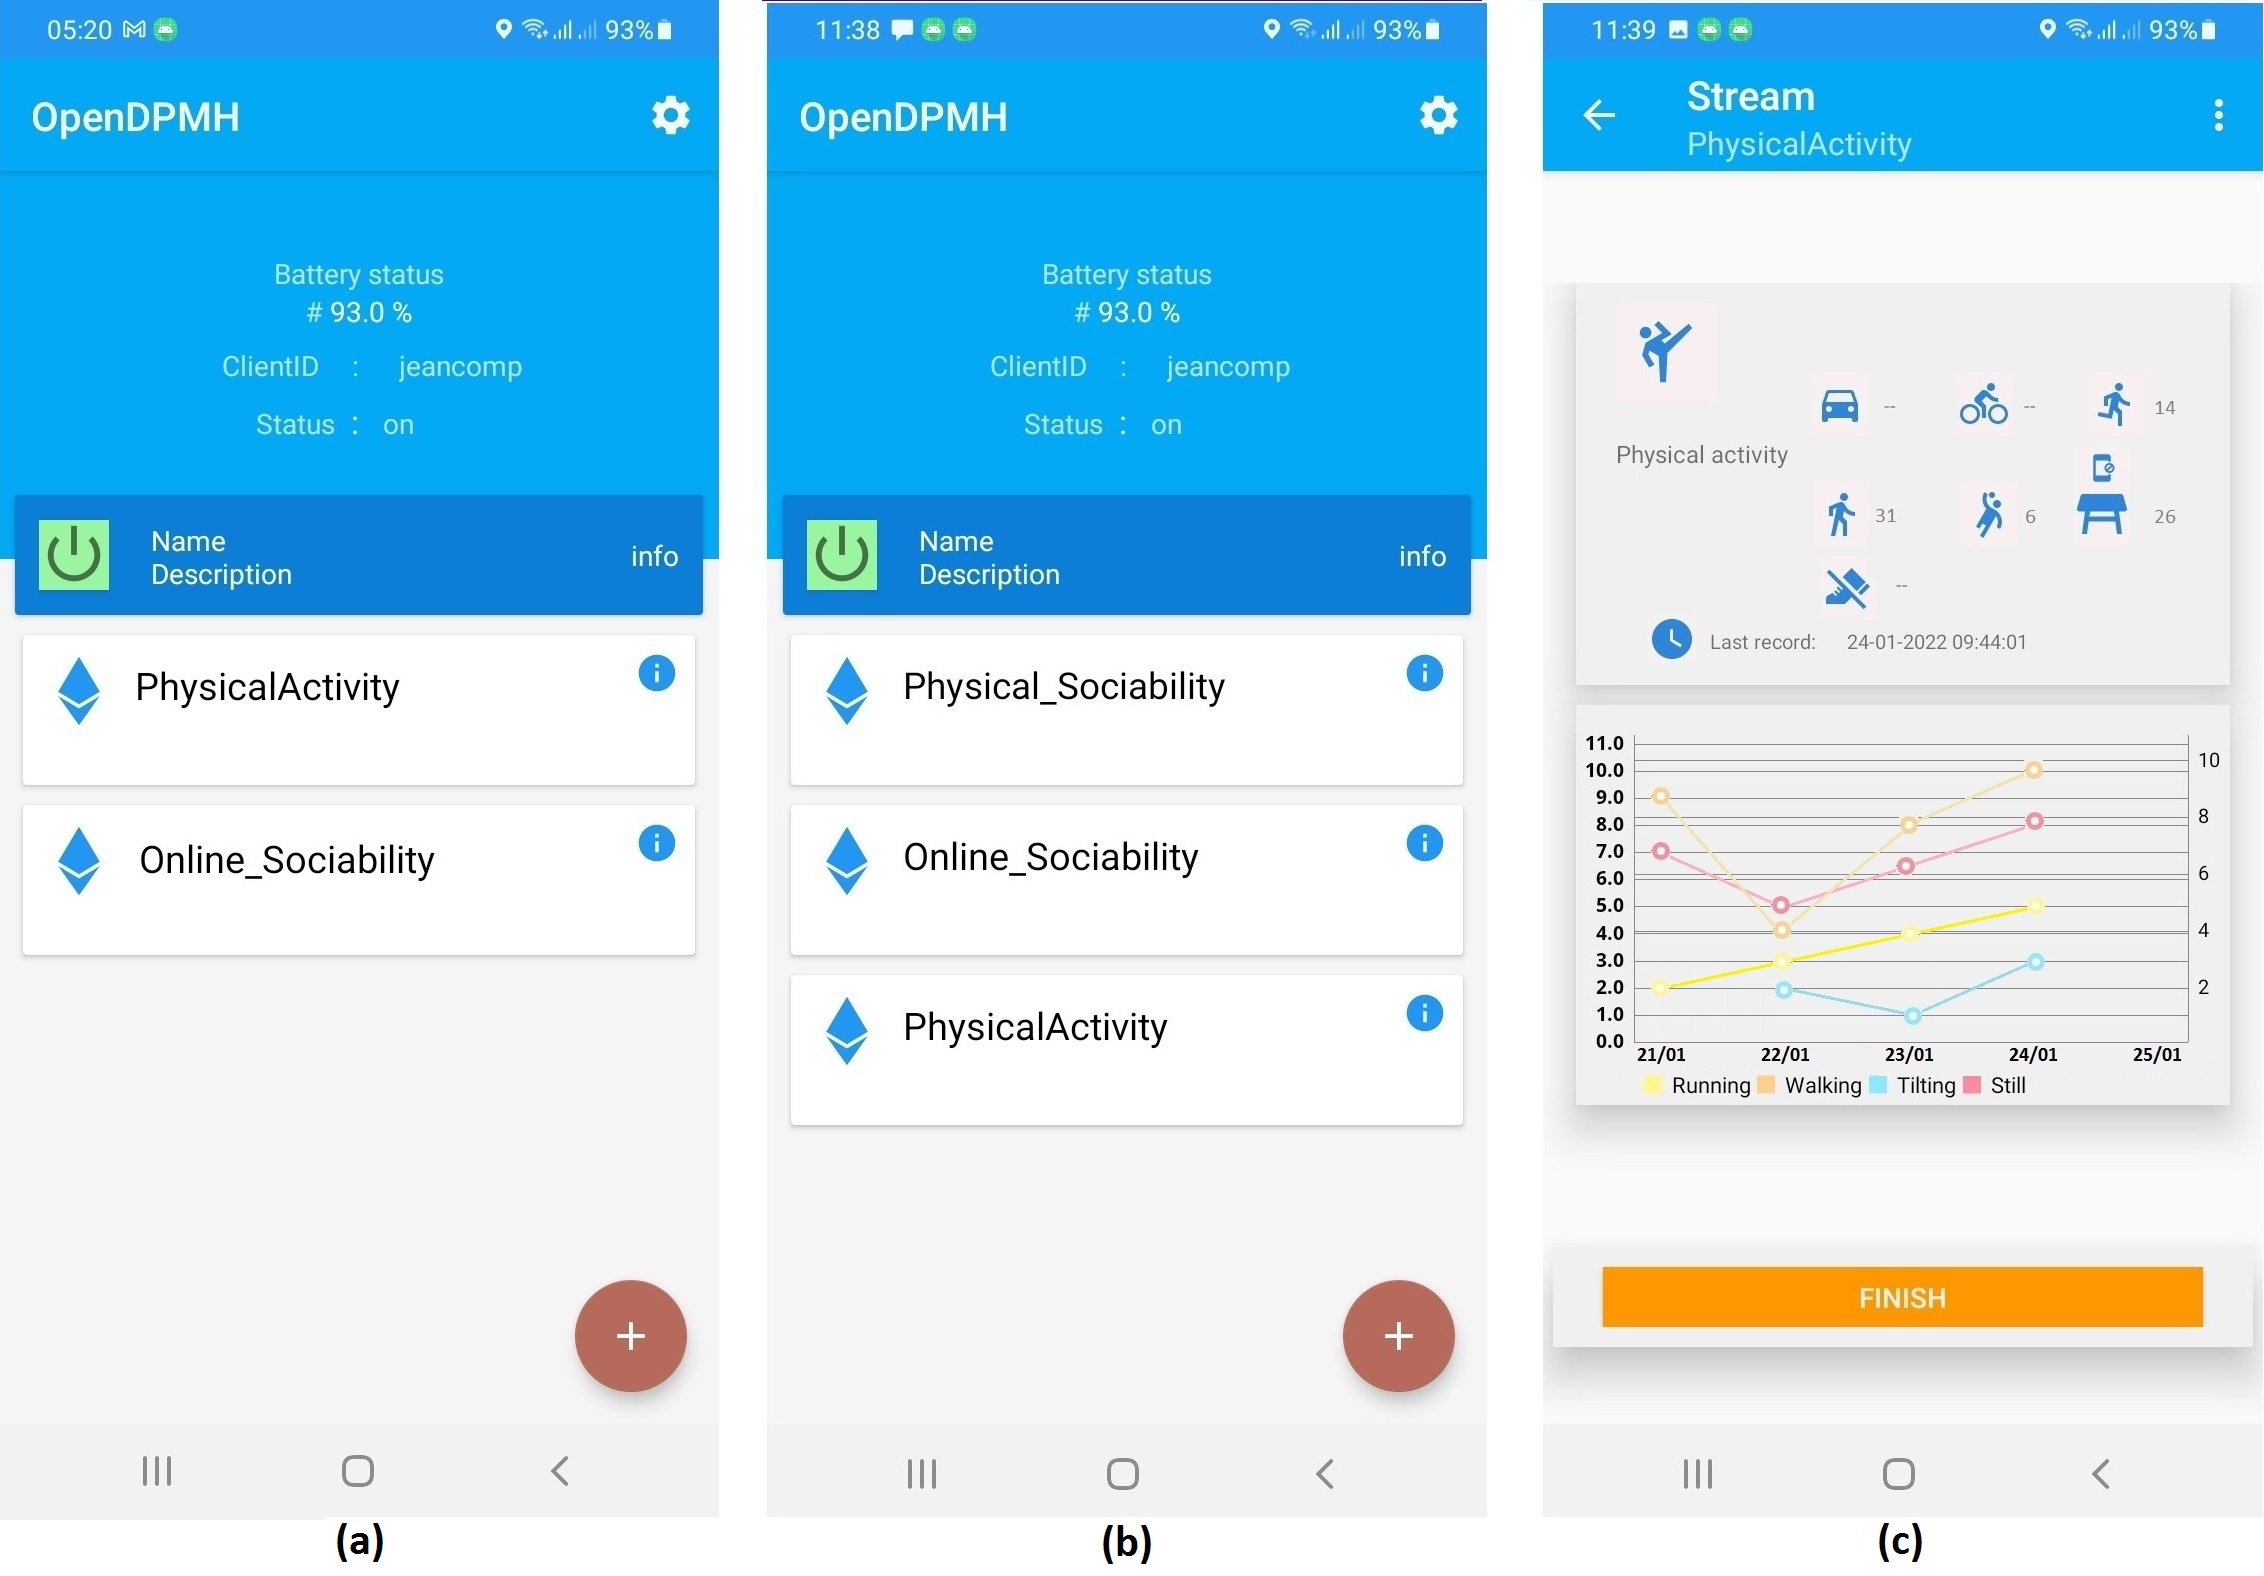 05:20
93%
OpenDPMH
Battery status
# 93.0 %
ClientID : jeancomp
Status : on
Name
Description
info
PhysicalActivity
Online_Sociability
+
(a)
11:38
93%
OpenDPMH
Battery status
# 93.0 %
ClientID : jeancomp
Status : on
Name
Description
info
Physical_Sociability
Online_Sociability
PhysicalActivity
+
(b)
11:39
93%
Stream
PhysicalActivity
-- -- 14
Physical activity
31 6 26
--
Last record: 24-01-2022 09:44:01
11.0
10.0
9.0
8.0
7.0
6.0
5.0
4.0
3.0
2.0
1.0
0.0
10
8
6
4
2
21/01 22/01 23/01 24/01 25/01
Running Walking Tilting Still
FINISH
(c)